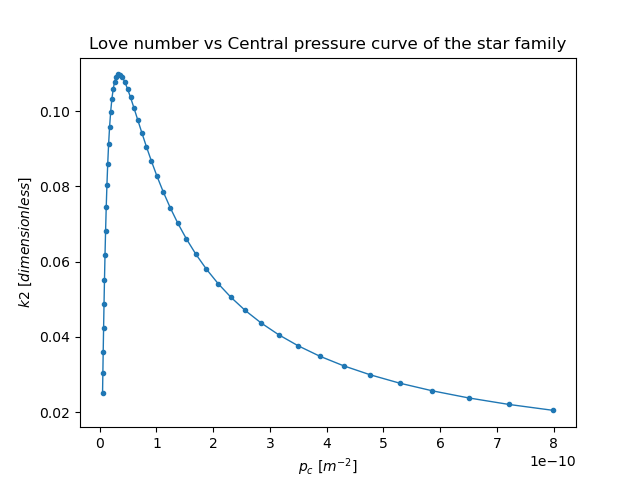 Love number vs Central pressure curve of the star family
k2 [dimensionless]
0.10
0.08
0.06
0.04
0.02
0 1 2 3 4 5 6 7 8
1e−10
p_c [m^{−2}]